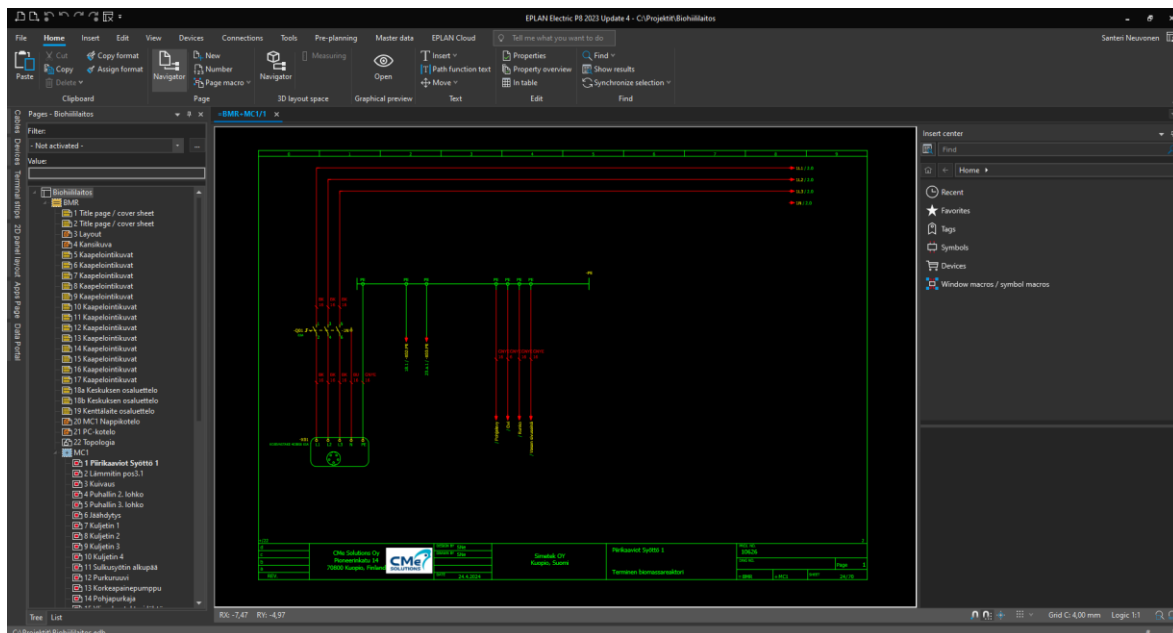 EPLAN Electric P8 2023 Update 4 - C:\Projektit\Biohiililaitos
File Home Insert Edit View Devices Connections Tools Pre-planning Master data EPLAN Cloud Tell me what you want to do Santeri Neuvonen
Paste
Cut
Copy
Delete
Copy format
Assign format
Clipboard
Navigator
New
Number
Page macro
Page
Navigator
Measuring
3D layout space
Open
Graphical preview
Insert
Path function text
Move
Text
Properties
Property overview
In table
Edit
Find
Show results
Synchronize selection
Find
Cables Devices Terminal strips 2D panel layout Apps Page Data Portal
Pages - Biohiililaitos
Filter:
- Not activated -
...
Value:
Biohiililaitos
BMR
1 Title page / cover sheet
2 Title page / cover sheet
3 Layout
4 Kansikuva
5 Kaapelointikuvat
6 Kaapelointikuvat
7 Kaapelointikuvat
8 Kaapelointikuvat
9 Kaapelointikuvat
10 Kaapelointikuvat
11 Kaapelointikuvat
12 Kaapelointikuvat
13 Kaapelointikuvat
14 Kaapelointikuvat
15 Kaapelointikuvat
16 Kaapelointikuvat
17 Kaapelointikuvat
18a Keskuksen osaluettelo
18b Keskuksen osaluettelo
19 Kenttälaite osaluettelo
20 MC1 Nappikotelo
21 PC-kotelo
22 Topologia
MC1
1 Piirikaaviot Syöttö 1
2 Lämmitin pos3.1
3 Kuivaus
4 Puhallin 2. lohko
5 Puhallin 3. lohko
6 Jäähdytys
7 Kuljetin 1
8 Kuljetin 2
9 Kuljetin 3
10 Kuljetin 4
11 Sulkusyötin alkupää
12 Purkuruuvi
13 Korkeapainepumppu
14 Pohjapurkaja
Tree List
C:\Projektit\Biohiililaitos.edb
=BMR+MC1/1
CMe Solutions Oy
Pioneerinkatu 14
70800 Kuopio, Finland
CMe
SOLUTIONS
24.4.2024
Simetek OY
Kuopio, Suomi
Piirikaaviot Syöttö 1
Terminen biomassareaktori
10626
=BMR
+MC1
Page 1
RX: -7,47 RY: -4,97
Grid C: 4,00 mm Logic 1:1
Insert center
Find
Home
Recent
Favorites
Tags
Symbols
Devices
Window macros / symbol macros